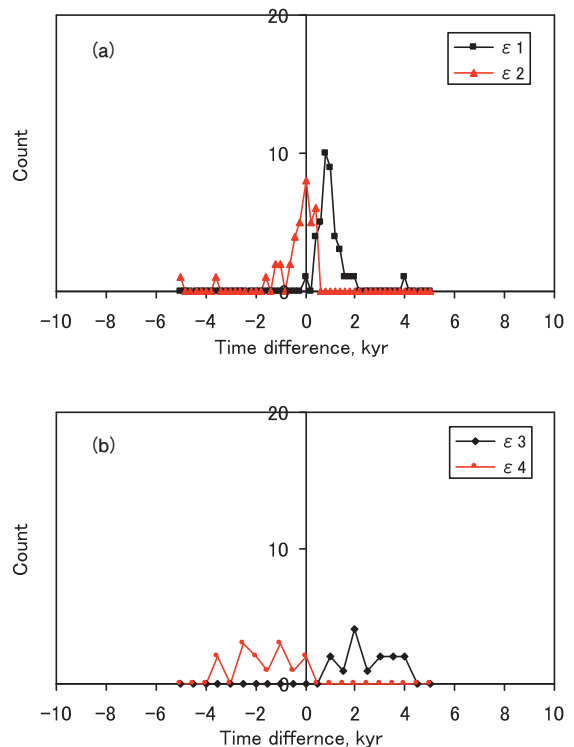 20
(a)
ε 1
ε 2
Count
10
0
−10 −8 −6 −4 −2 0 2 4 6 8 10
Time difference, kyr
20
(b)
ε 3
ε 4
Count
10
0
−10 −8 −6 −4 −2 0 2 4 6 8 10
Time differnce, kyr